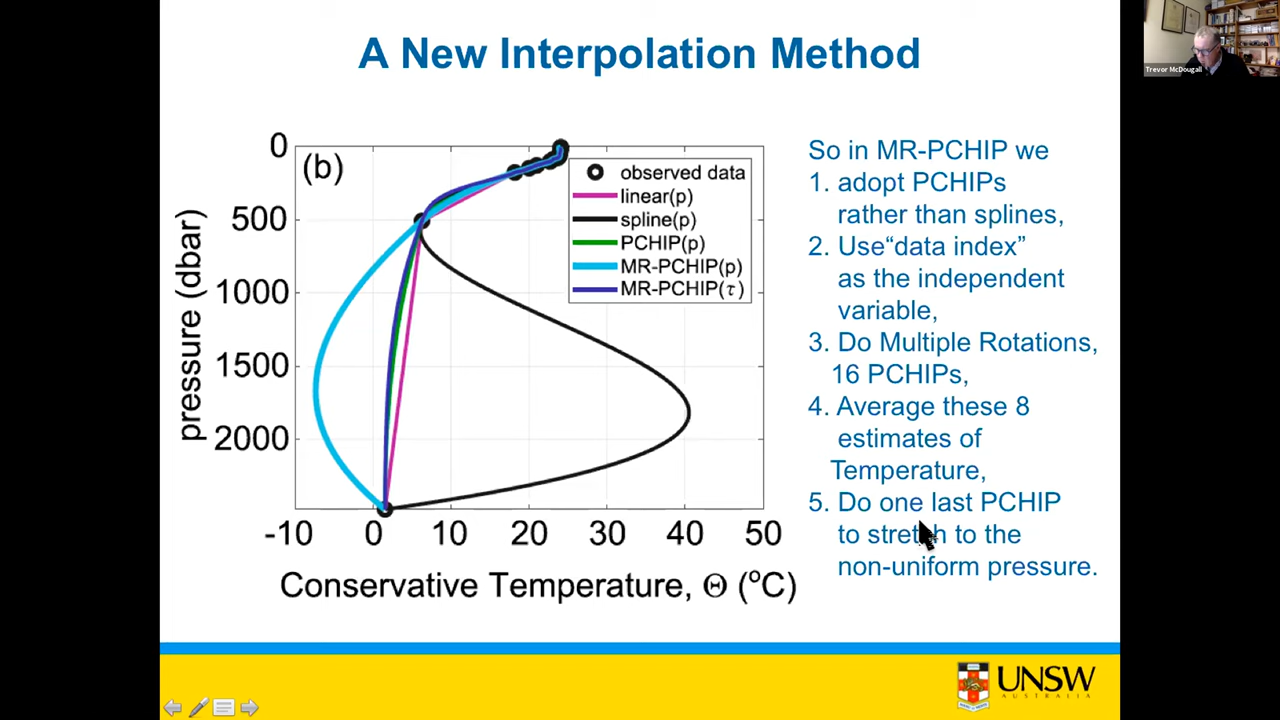 A New Interpolation Method
Trevor McDougall
(b)
observed data
linear(p)
spline(p)
PCHIP(p)
MR-PCHIP(p)
MR-PCHIP(τ)
0
500
1000
1500
2000
pressure (dbar)
-10 0 10 20 30 40 50
Conservative Temperature, Θ (°C)
So in MR-PCHIP we
1. adopt PCHIPs
rather than splines,
2. Use“data index”
as the independent
variable,
3. Do Multiple Rotations,
16 PCHIPs,
4. Average these 8
estimates of
Temperature,
5. Do one last PCHIP
to stretch to the
non-uniform pressure.
UNSW
AUSTRALIA